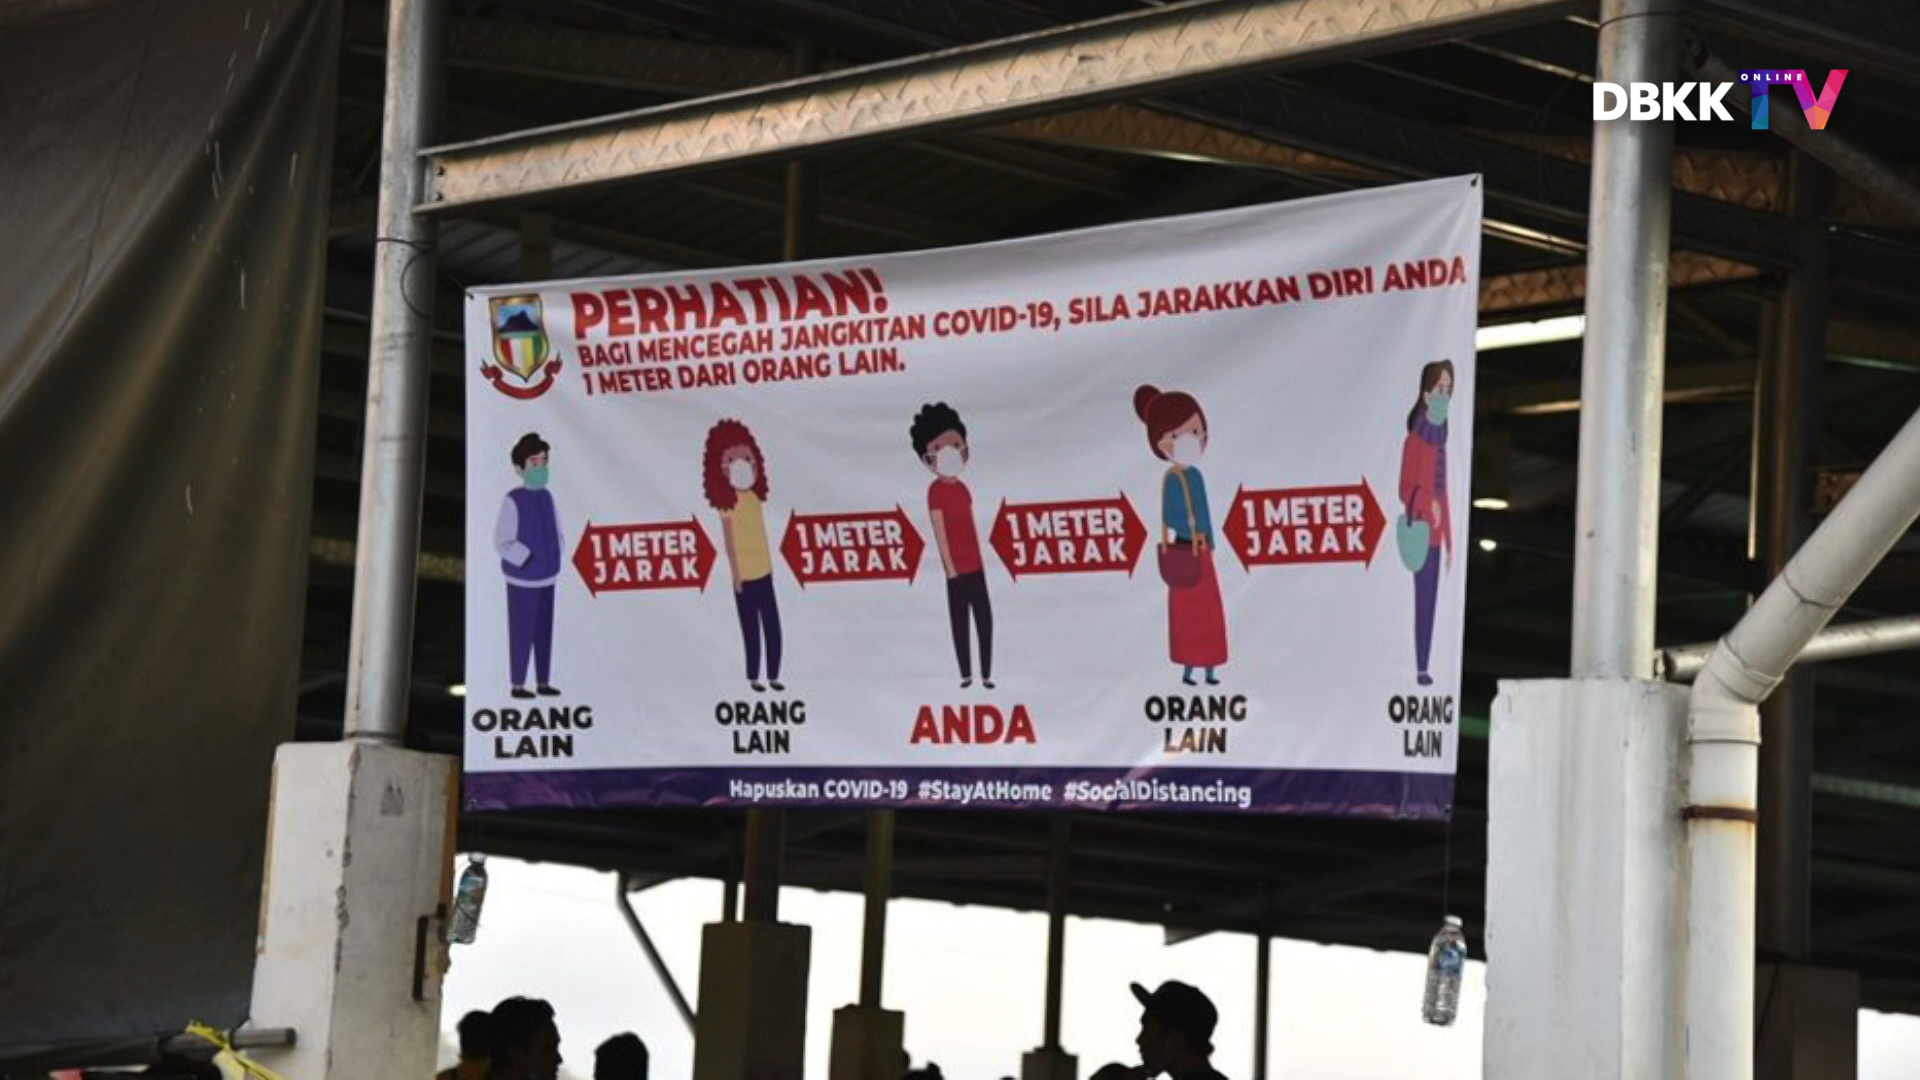 DBKK ONLINE TV
PERHATIAN!
BAGI MENCEGAH JANGKITAN COVID-19, SILA JARAKKAN DIRI ANDA
1 METER DARI ORANG LAIN.
1 METER
JARAK
1 METER
JARAK
1 METER
JARAK
1 METER
JARAK
ORANG
LAIN
ORANG
LAIN
ANDA
ORANG
LAIN
ORANG
LAIN
Hapuskan COVID-19 #StayAtHome #SocialDistancing